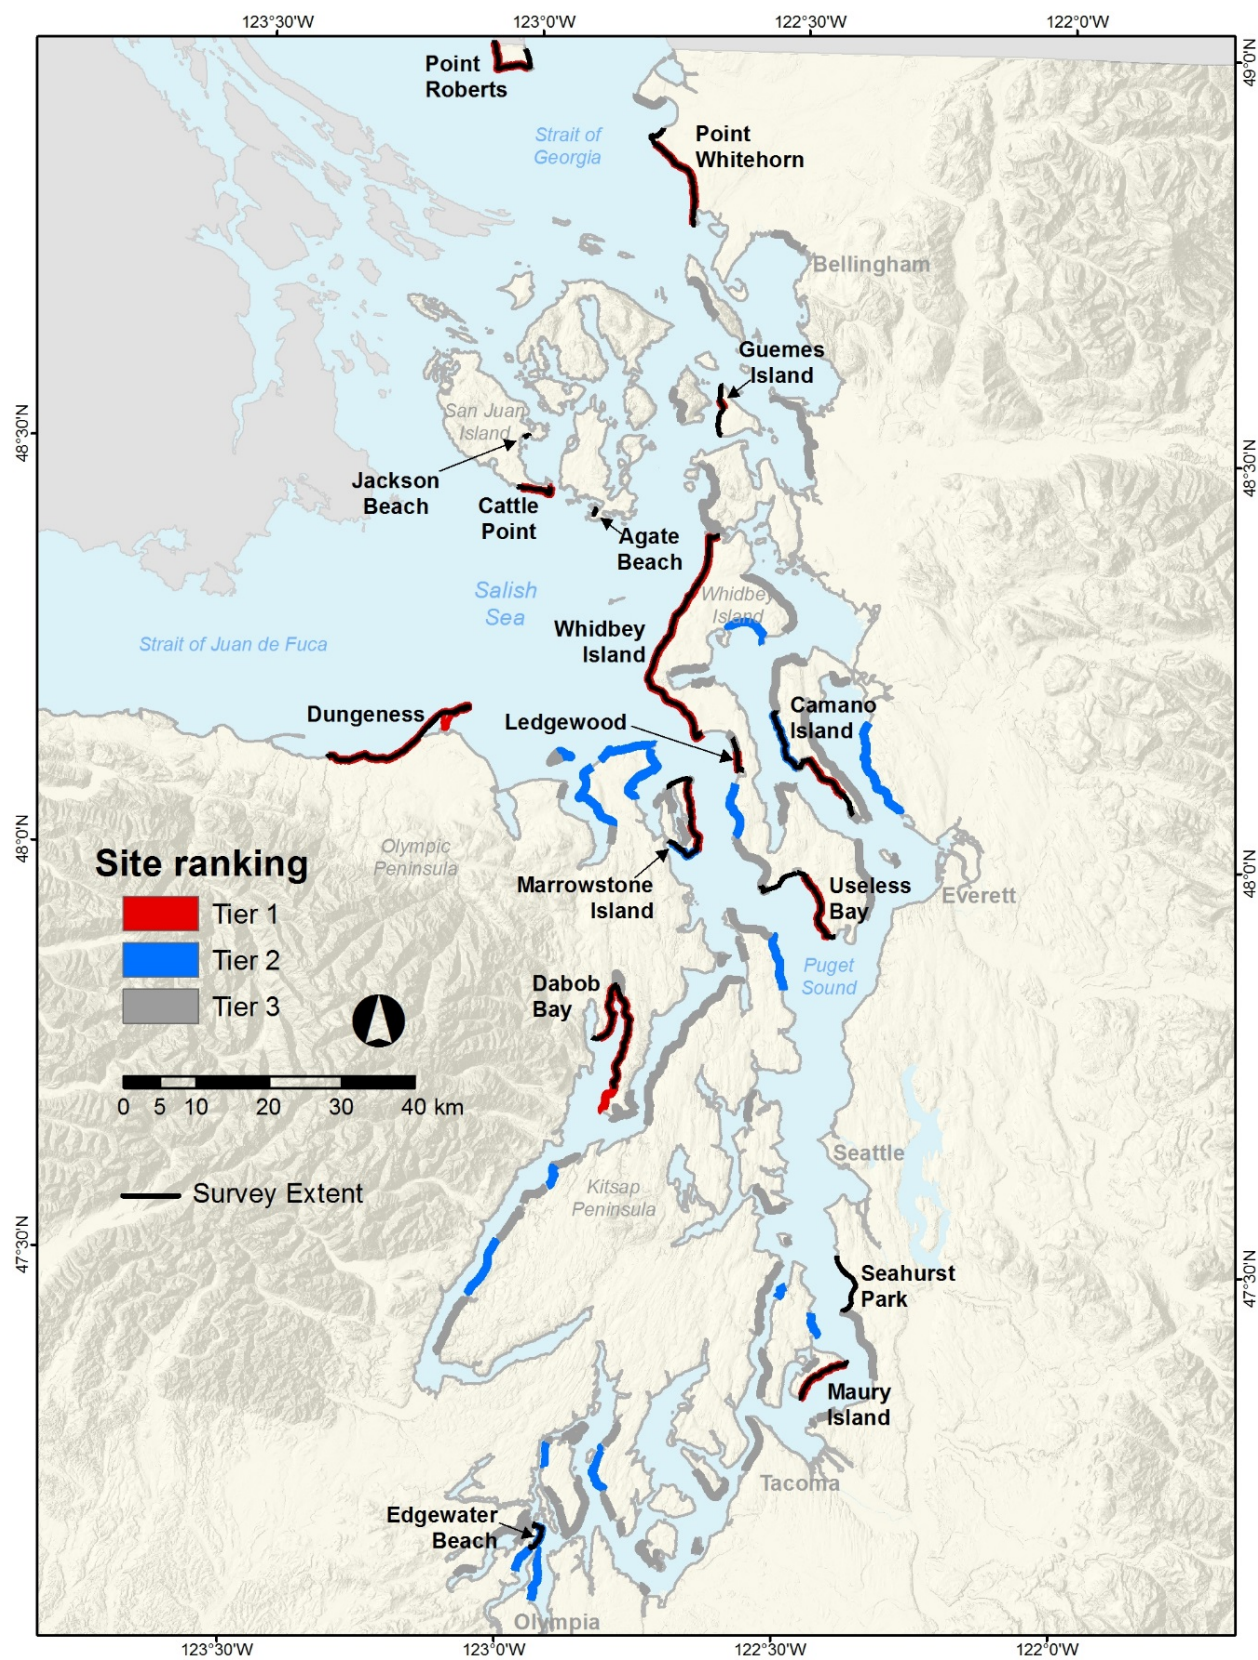 123°30'W
123°0'W
122°30'W
122°0'W
49°0'N
Point
Roberts
Strait of
Georgia
Point
Whitehorn
Bellingham
Guemes
Island
San Juan
Island
48°30'N
48°30'N
Jackson
Beach
Cattle
Point
Agate
Beach
Salish
Sea
Whidbey
Island
Strait of Juan de Fuca
Whidbey
Island
Dungeness
Ledgewood
Camano
Island
48°0'N
48°0'N
Olympic
Peninsula
Site ranking
Tier 1
Tier 2
Tier 3
Marrowstone
Island
Useless
Bay
Everett
Puget
Sound
Dabob
Bay
0 5 10 20 30 40 km
Survey Extent
Seattle
Kitsap
Peninsula
47°30'N
47°30'N
Seahurst
Park
Maury
Island
Tacoma
Edgewater
Beach
Olympia
123°30'W
123°0'W
122°30'W
122°0'W